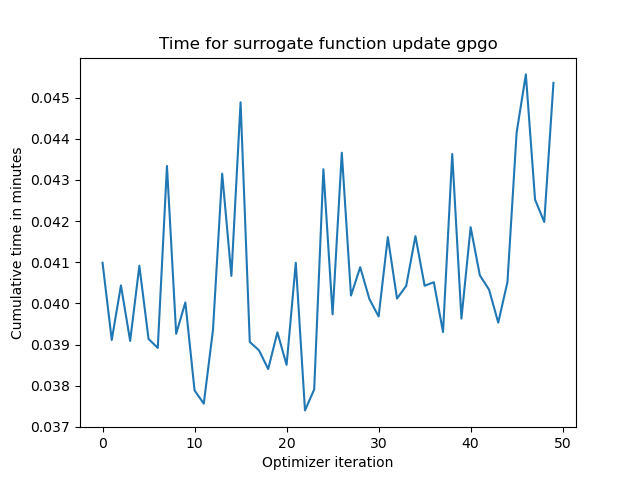 Time for surrogate function update gpgo
0.045
0.044
0.043
0.042
0.041
0.040
0.039
0.038
0.037
Cumulative time in minutes
0 10 20 30 40 50
Optimizer iteration